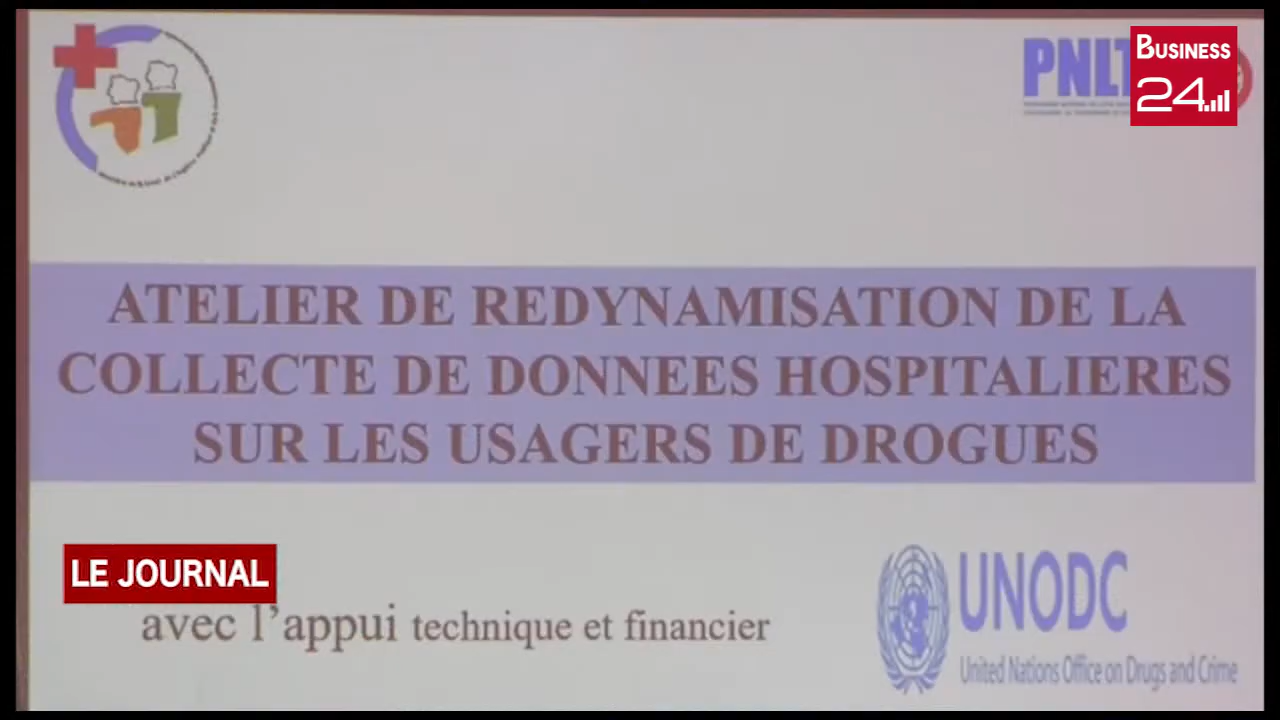 PNLT
BUSINESS
24
ATELIER DE REDYNAMISATION DE LA
COLLECTE DE DONNEES HOSPITALIERES
SUR LES USAGERS DE DROGUES
LE JOURNAL
avec l'appui technique et financier
UNODC
United Nations Office on Drugs and Crime